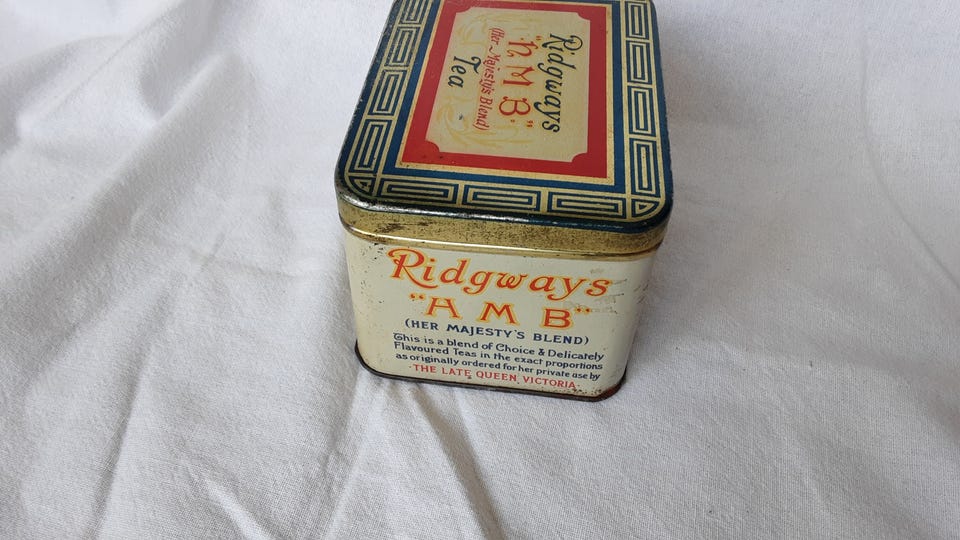 Ridgways
"H.M.B."
(Her Majesty's Blend)
Tea
Ridgways
"H M B"
(HER MAJESTY'S BLEND)
This is a blend of Choice & Delicately
Flavoured Teas in the exact proportions
as originally ordered for her private use by
·THE LATE QUEEN VICTORIA·